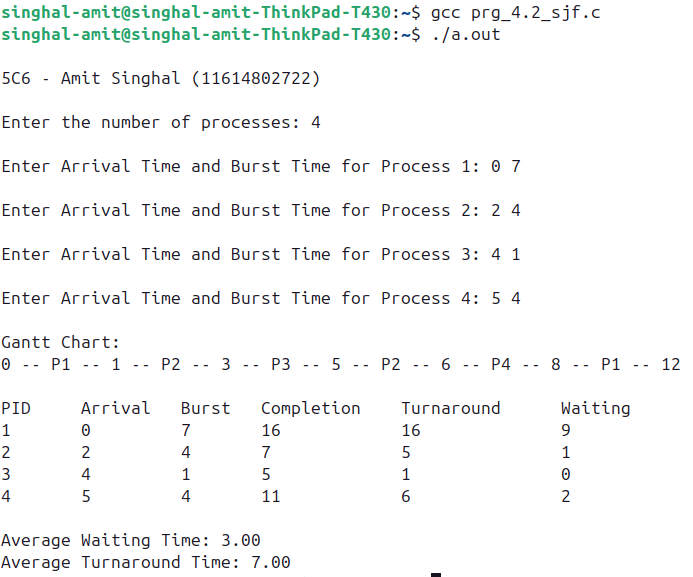 singhal-amit@singhal-amit-ThinkPad-T430:~$ gcc prg_4.2_sjf.c
singhal-amit@singhal-amit-ThinkPad-T430:~$ ./a.out
5C6 - Amit Singhal (11614802722)
Enter the number of processes: 4
Enter Arrival Time and Burst Time for Process 1: 0 7
Enter Arrival Time and Burst Time for Process 2: 2 4
Enter Arrival Time and Burst Time for Process 3: 4 1
Enter Arrival Time and Burst Time for Process 4: 5 4
Gantt Chart:
0 -- P1 -- 1 -- P2 -- 3 -- P3 -- 5 -- P2 -- 6 -- P4 -- 8 -- P1 -- 12
PID Arrival Burst Completion Turnaround Waiting
1 0 7 16 16 9
2 2 4 7 5 1
3 4 1 5 1 0
4 5 4 11 6 2
Average Waiting Time: 3.00
Average Turnaround Time: 7.00